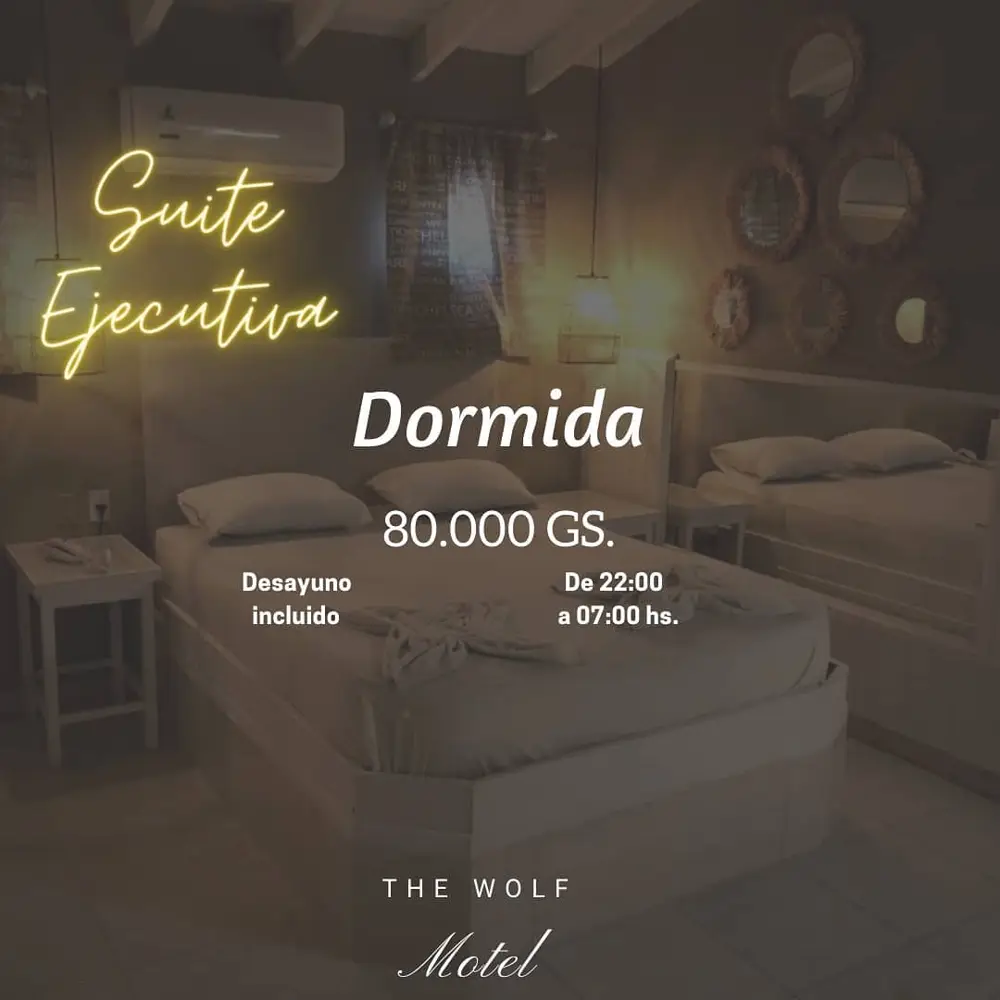 Suite
Ejecutiva
Dormida
80.000 GS.
Desayuno
incluido
De 22:00
a 07:00 hs.
THE WOLF
Motel